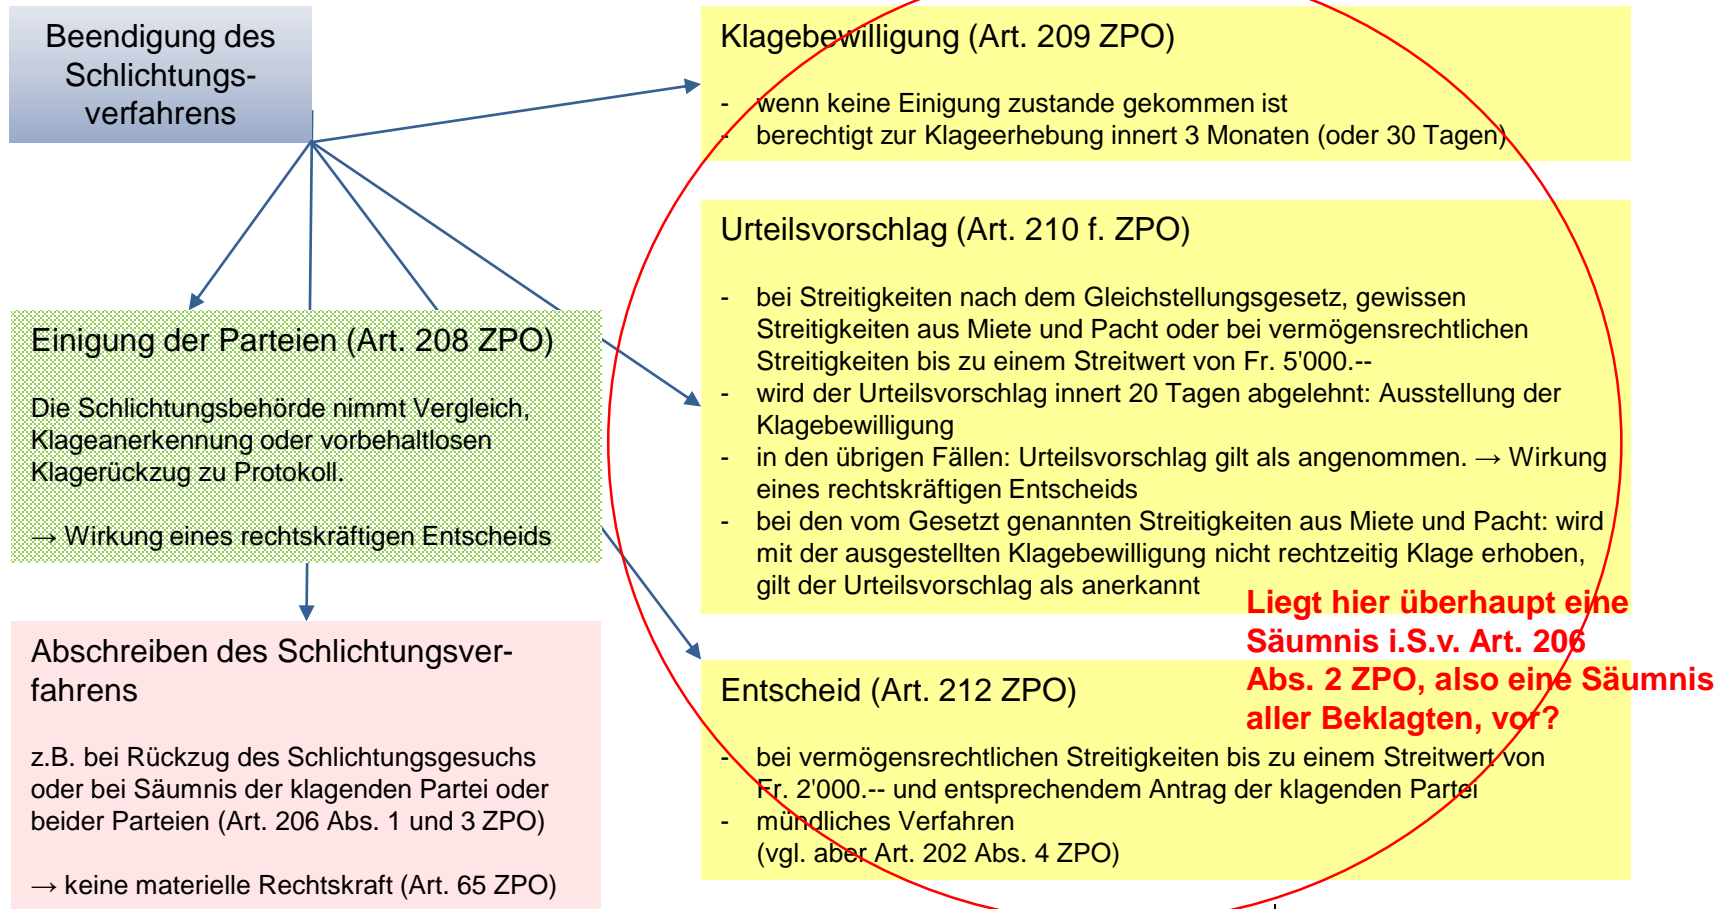 Beendigung des
Schlichtungs-
verfahrens
Klagebewilligung (Art. 209 ZPO)
- wenn keine Einigung zustande gekommen ist
- berechtigt zur Klageerhebung innert 3 Monaten (oder 30 Tagen)
Urteilsvorschlag (Art. 210 f. ZPO)
- bei Streitigkeiten nach dem Gleichstellungsgesetz, gewissen
Streitigkeiten aus Miete und Pacht oder bei vermögensrechtlichen
Streitigkeiten bis zu einem Streitwert von Fr. 5'000.--
- wird der Urteilsvorschlag innert 20 Tagen abgelehnt: Ausstellung der
Klagebewilligung
- in den übrigen Fällen: Urteilsvorschlag gilt als angenommen. → Wirkung
eines rechtskräftigen Entscheids
- bei den vom Gesetzt genannten Streitigkeiten aus Miete und Pacht: wird
mit der ausgestellten Klagebewilligung nicht rechtzeitig Klage erhoben,
gilt der Urteilsvorschlag als anerkannt
Einigung der Parteien (Art. 208 ZPO)
Die Schlichtungsbehörde nimmt Vergleich,
Klageanerkennung oder vorbehaltlosen
Klagerückzug zu Protokoll.
→ Wirkung eines rechtskräftigen Entscheids
Liegt hier überhaupt eine
Säumnis i.S.v. Art. 206
Abs. 2 ZPO, also eine Säumnis
aller Beklagten, vor?
Abschreiben des Schlichtungsver-
fahrens
z.B. bei Rückzug des Schlichtungsgesuchs
oder bei Säumnis der klagenden Partei oder
beider Parteien (Art. 206 Abs. 1 und 3 ZPO)
→ keine materielle Rechtskraft (Art. 65 ZPO)
Entscheid (Art. 212 ZPO)
- bei vermögensrechtlichen Streitigkeiten bis zu einem Streitwert von
Fr. 2'000.-- und entsprechendem Antrag der klagenden Partei
- mündliches Verfahren
(vgl. aber Art. 202 Abs. 4 ZPO)